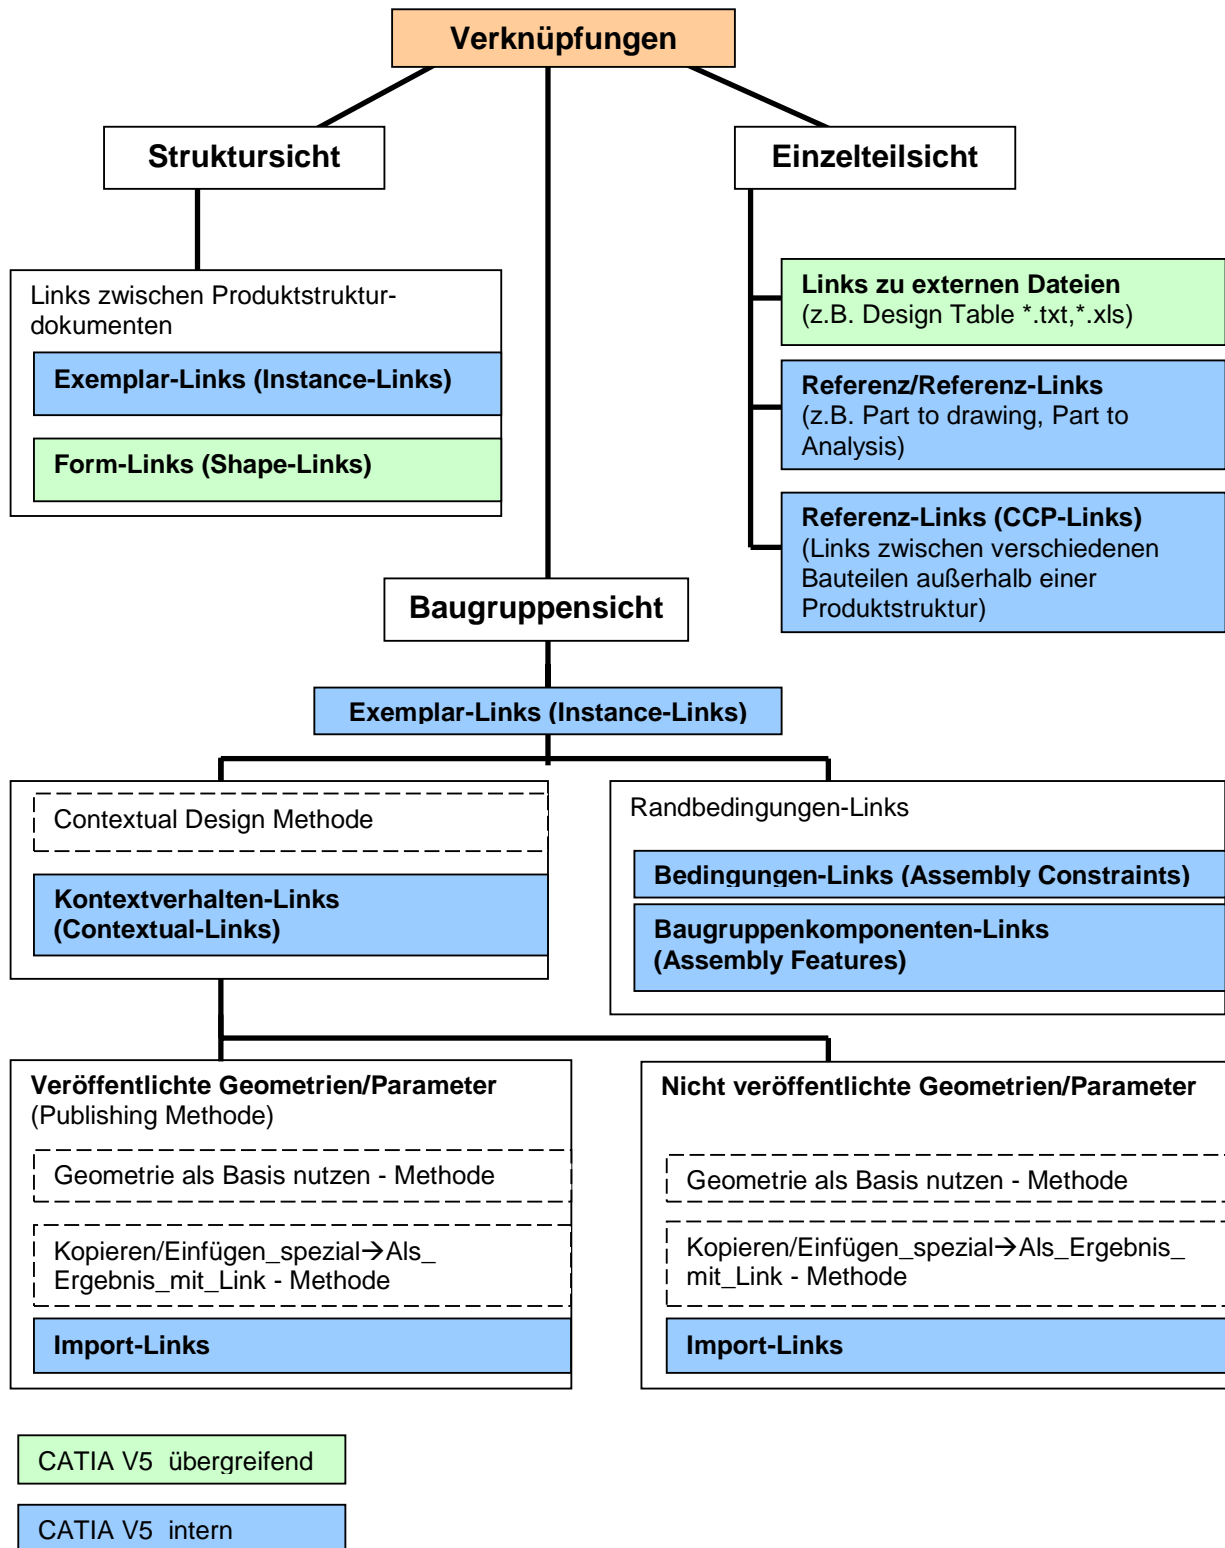 Verknüpfungen
Struktursicht
Einzelteilsicht
Links zwischen Produktstruktur-
dokumenten
Exemplar-Links (Instance-Links)
Form-Links (Shape-Links)
Links zu externen Dateien
(z.B. Design Table *.txt,*.xls)
Referenz/Referenz-Links
(z.B. Part to drawing, Part to
Analysis)
Referenz-Links (CCP-Links)
(Links zwischen verschiedenen
Bauteilen außerhalb einer
Produktstruktur)
Baugruppensicht
Exemplar-Links (Instance-Links)
Contextual Design Methode
Kontextverhalten-Links
(Contextual-Links)
Randbedingungen-Links
Bedingungen-Links (Assembly Constraints)
Baugruppenkomponenten-Links
(Assembly Features)
Veröffentlichte Geometrien/Parameter
(Publishing Methode)
Geometrie als Basis nutzen - Methode
Kopieren/Einfügen_spezial→Als_
Ergebnis_mit_Link - Methode
Import-Links
Nicht veröffentlichte Geometrien/Parameter
Geometrie als Basis nutzen - Methode
Kopieren/Einfügen_spezial→Als_Ergebnis_
mit_Link - Methode
Import-Links
CATIA V5 übergreifend
CATIA V5 intern